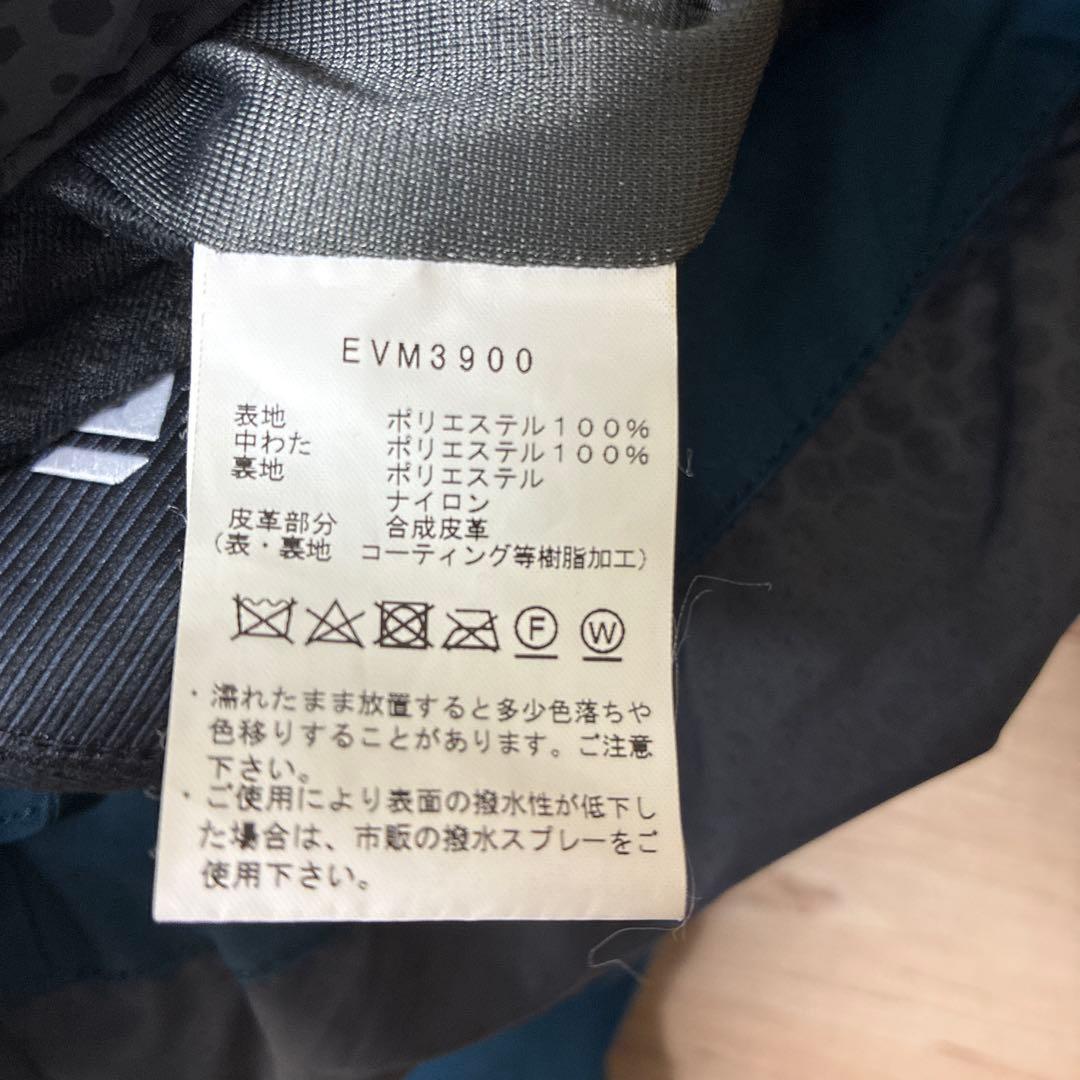 EVM3900
表地 ポリエステル100%
中わた ポリエステル100%
裏地 ポリエステル
ナイロン
皮革部分 合成皮革
(表・裏地 コーティング等樹脂加工)
F W
・濡れたまま放置すると多少色落ちや
色移りすることがあります。ご注意
下さい。
・ご使用により表面の撥水性が低下し
た場合は、市販の撥水スプレーをご
使用下さい。